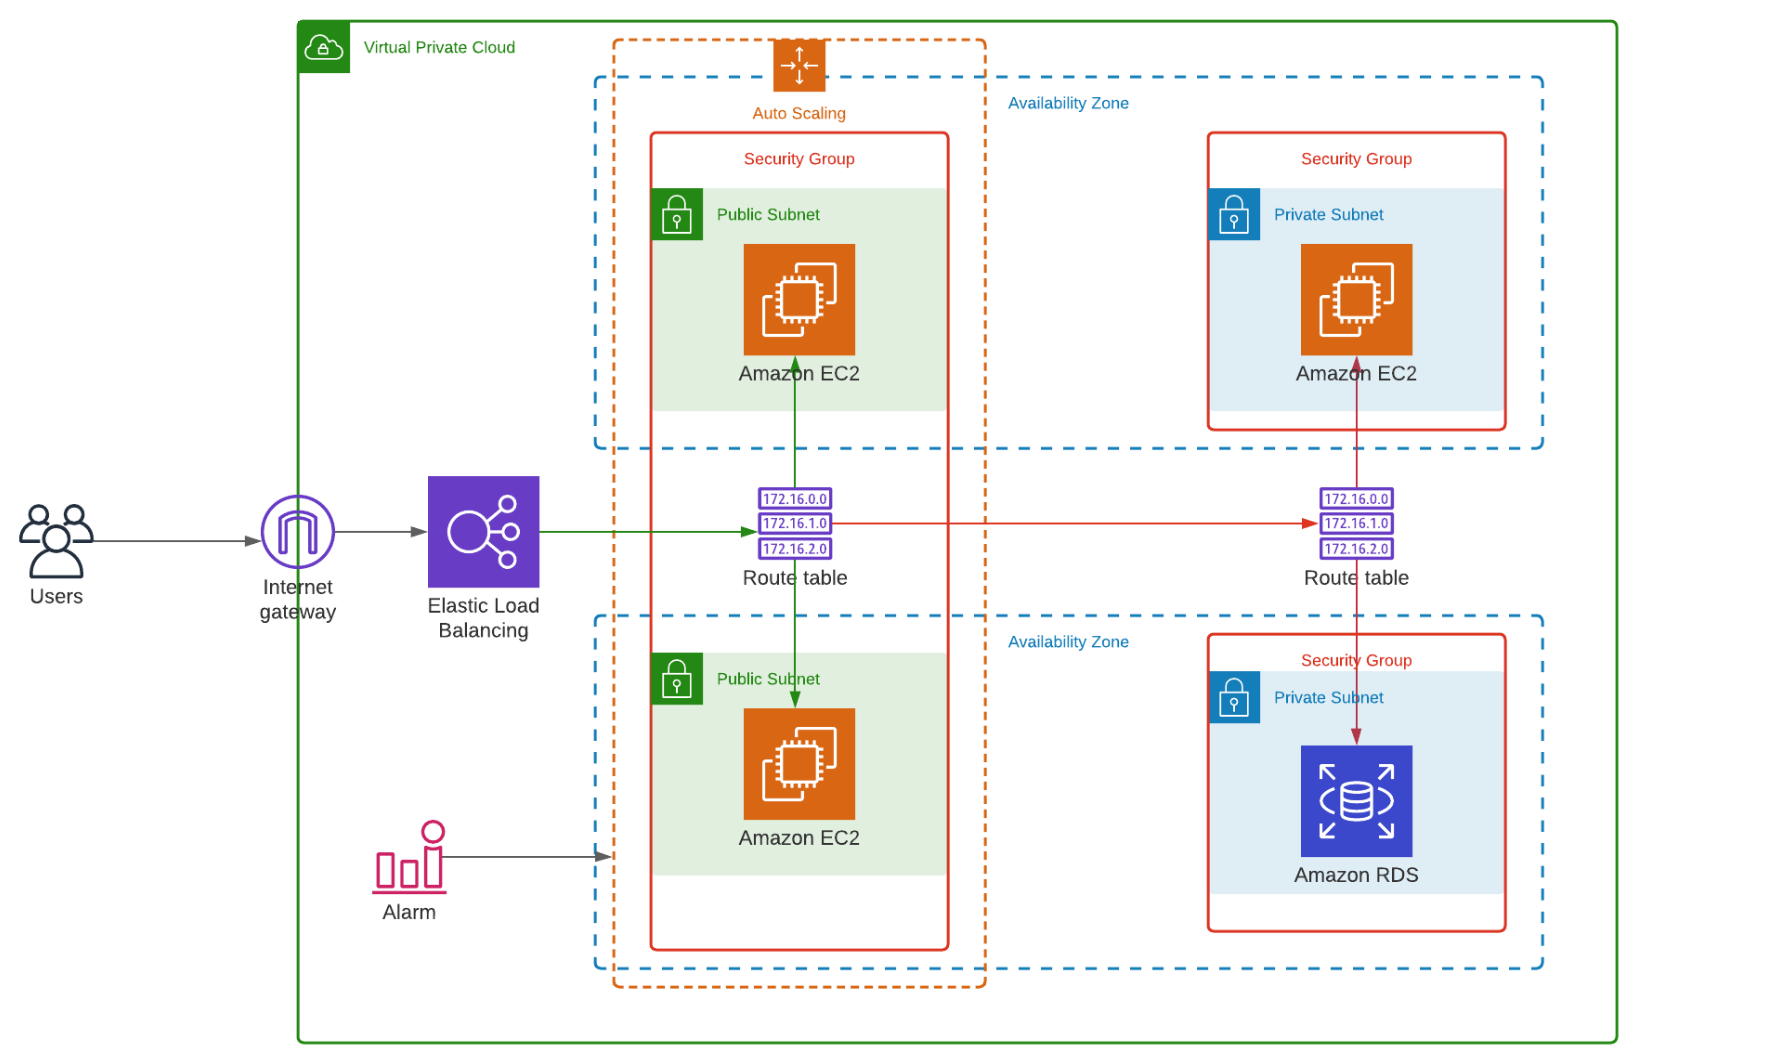 Virtual Private Cloud
Auto Scaling
Availability Zone
Security Group
Security Group
Public Subnet
Private Subnet
Amazon EC2
Amazon EC2
172.16.0.0
172.16.1.0
172.16.2.0
Route table
172.16.0.0
172.16.1.0
172.16.2.0
Route table
Users
Internet
gateway
Elastic Load
Balancing
Availability Zone
Security Group
Public Subnet
Private Subnet
Amazon EC2
Amazon RDS
Alarm